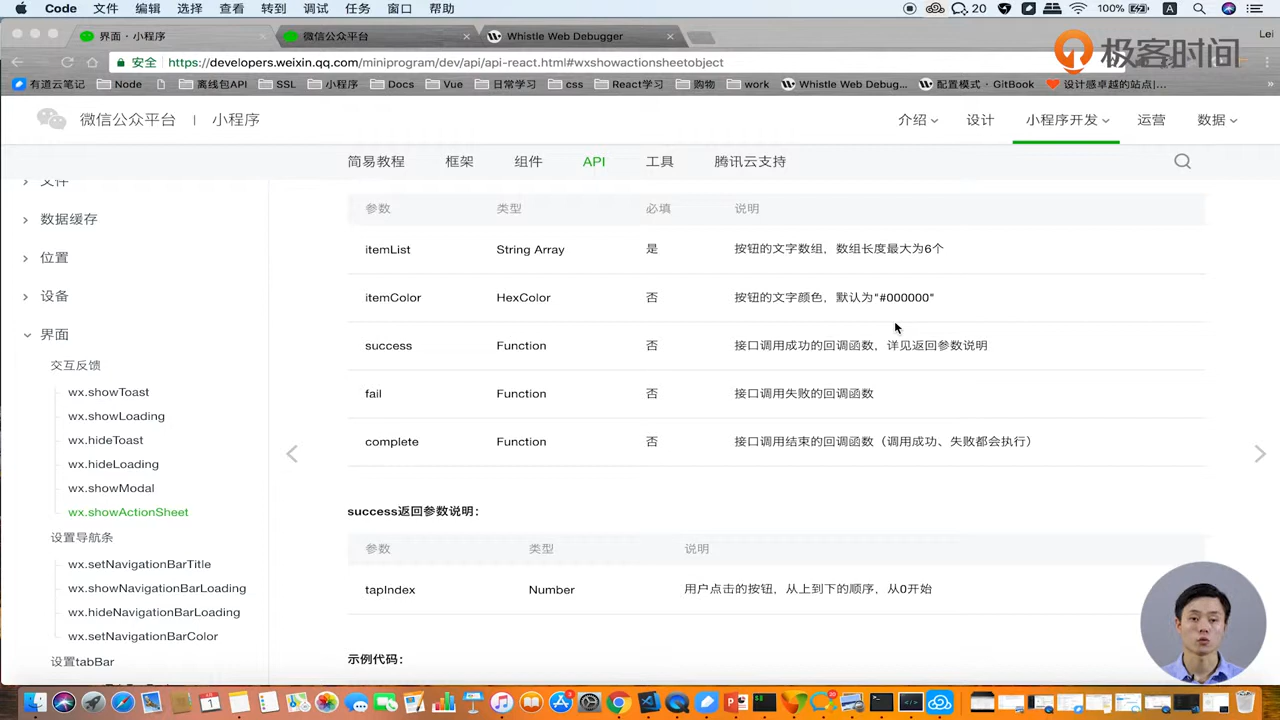 Code 文件 编辑 选择 查看 转到 调试 任务 窗口 帮助 20 100% A
界面 · 小程序 微信公众平台 Whistle Web Debugger Lei
安全 https://developers.weixin.qq.com/miniprogram/dev/api/api-react.html#wxshowactionsheetobject
极客时间
有道云笔记 Node 离线包API SSL 小程序 Docs Vue 日常学习 css React学习 购物 work Whistle Web Debug... 配置模式 · GitBook 设计感卓越的站点|... »
微信公众平台 | 小程序 介绍 设计 小程序开发 运营 数据
简易教程 框架 组件 API 工具 腾讯云支持
文件
数据缓存
位置
设备
界面
交互反馈
wx.showToast
wx.showLoading
wx.hideToast
wx.hideLoading
wx.showModal
wx.showActionSheet
设置导航条
wx.setNavigationBarTitle
wx.showNavigationBarLoading
wx.hideNavigationBarLoading
wx.setNavigationBarColor
设置tabBar
参数 类型 必填 说明
itemList String Array 是 按钮的文字数组，数组长度最大为6个
itemColor HexColor 否 按钮的文字颜色，默认为"#000000"
success Function 否 接口调用成功的回调函数，详见返回参数说明
fail Function 否 接口调用失败的回调函数
complete Function 否 接口调用结束的回调函数（调用成功、失败都会执行）
success返回参数说明：
参数 类型 说明
tapIndex Number 用户点击的按钮，从上到下的顺序，从0开始
示例代码：